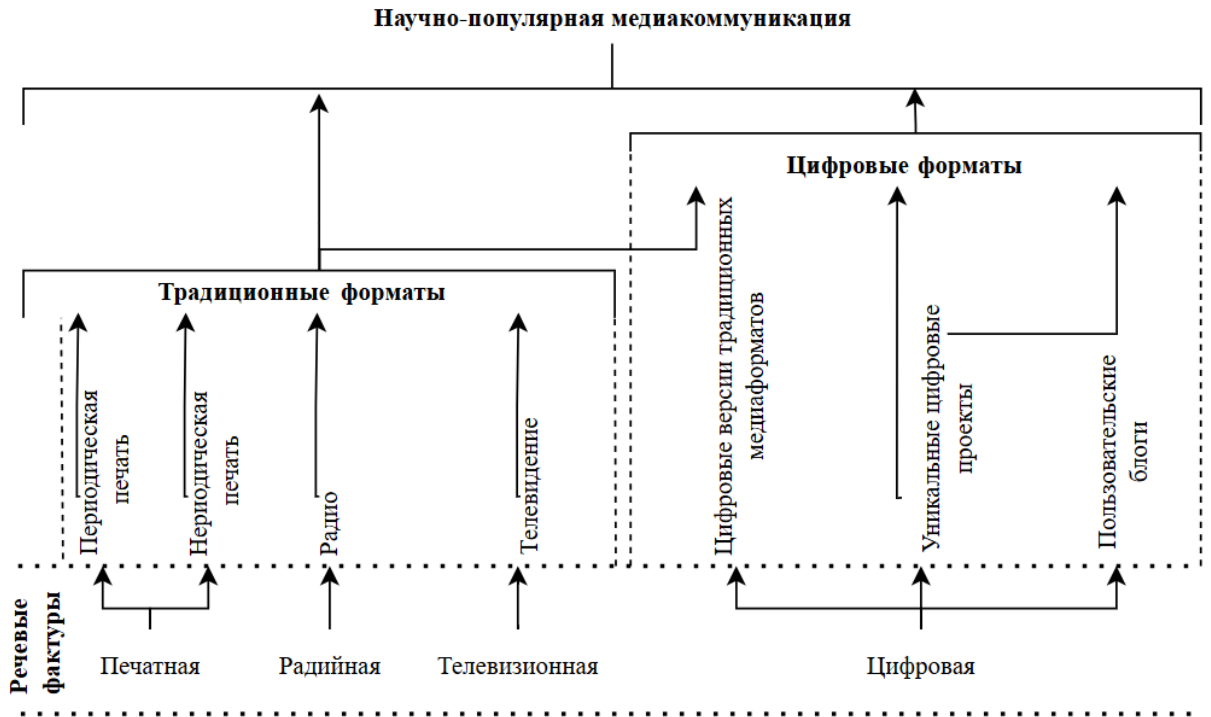 Научно-популярная медиакоммуникация
Цифровые форматы
Традиционные форматы
Периодическая
печать
Нериодическая
печать
Радио
Телевидение
Цифровые версии традиционных
медиаформатов
Уникальные цифровые
проекты
Пользовательские
блоги
Речевые
фактуры
Печатная
Радийная
Телевизионная
Цифровая